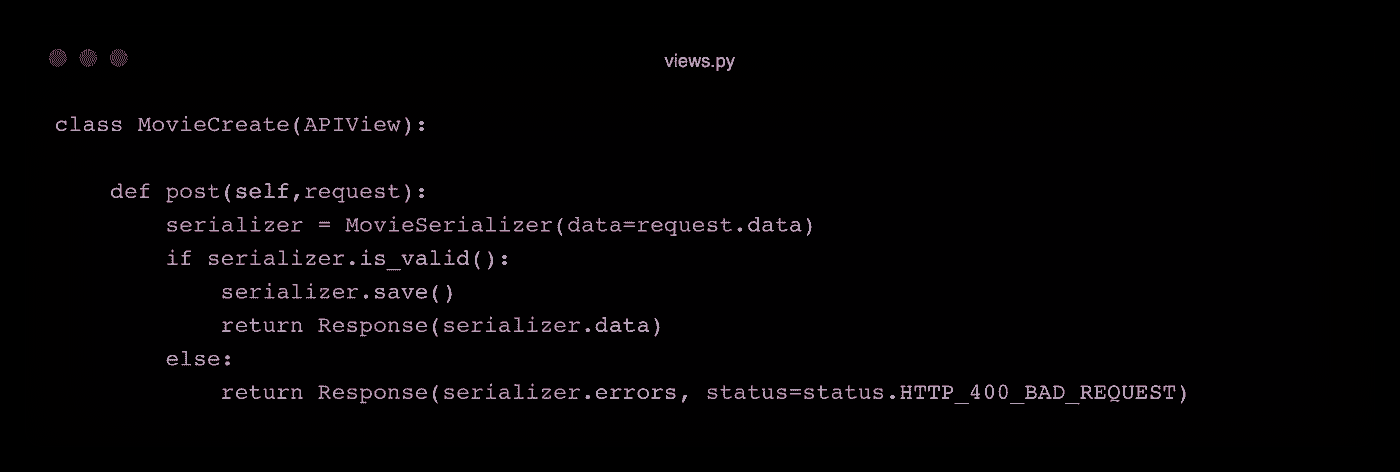 views.py
class MovieCreate(APIView):
    def post(self,request):
        serializer = MovieSerializer(data=request.data)
        if serializer.is_valid():
            serializer.save()
            return Response(serializer.data)
        else:
            return Response(serializer.errors, status=status.HTTP_400_BAD_REQUEST)